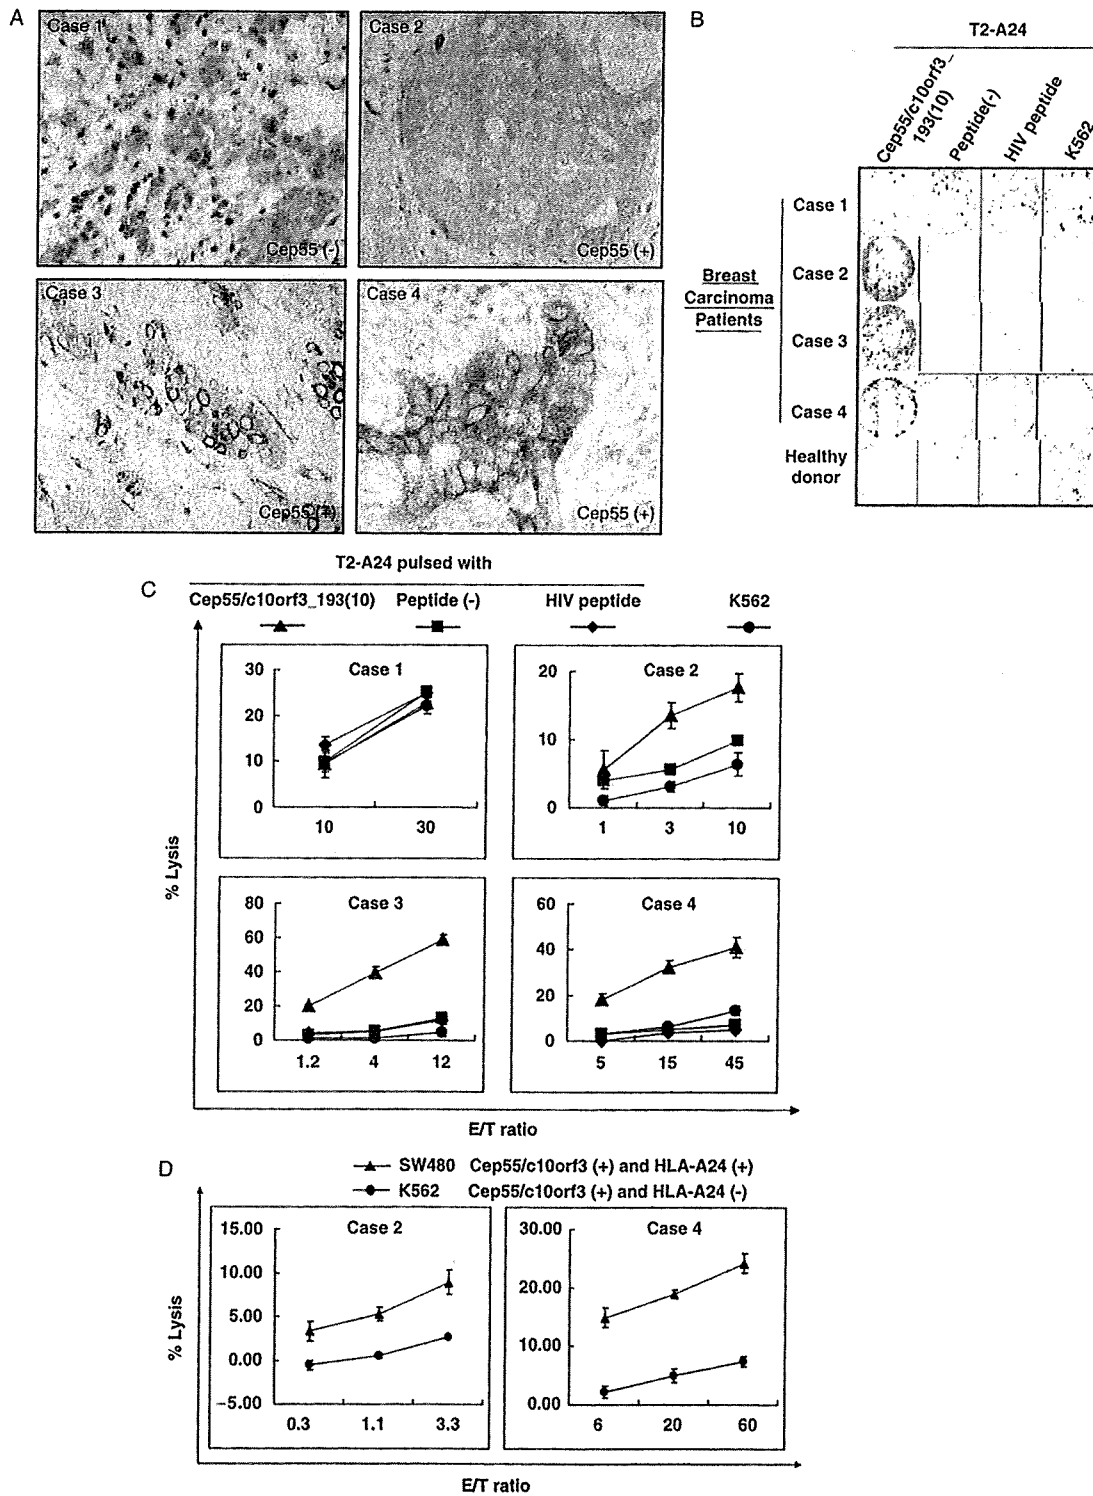 A
Case 1
Cep55 (-)
Case 2
Cep55 (+)
Case 3
Cep55 (+)
Case 4
Cep55 (+)
B
T2-A24
Cep55/c10orf3_
193(10)
Peptide(-)
HIV peptide
K562
Case 1
Case 2
Case 3
Case 4
Breast
Carcinoma
Patients
Healthy
donor
C
T2-A24 pulsed with
Cep55/c10orf3_193(10) Peptide (-) HIV peptide K562
Case 1
30
20
10
0
10 30
Case 2
20
10
0
1 3 10
Case 3
80
60
40
20
0
1.2 4 12
Case 4
60
40
20
0
5 15 45
% Lysis
E/T ratio
D
SW480 Cep55/c10orf3 (+) and HLA-A24 (+)
K562 Cep55/c10orf3 (+) and HLA-A24 (-)
Case 2
15.00
10.00
5.00
0.00
-5.00
0.3 1.1 3.3
Case 4
30.00
20.00
10.00
0.00
6 20 60
% Lysis
E/T ratio